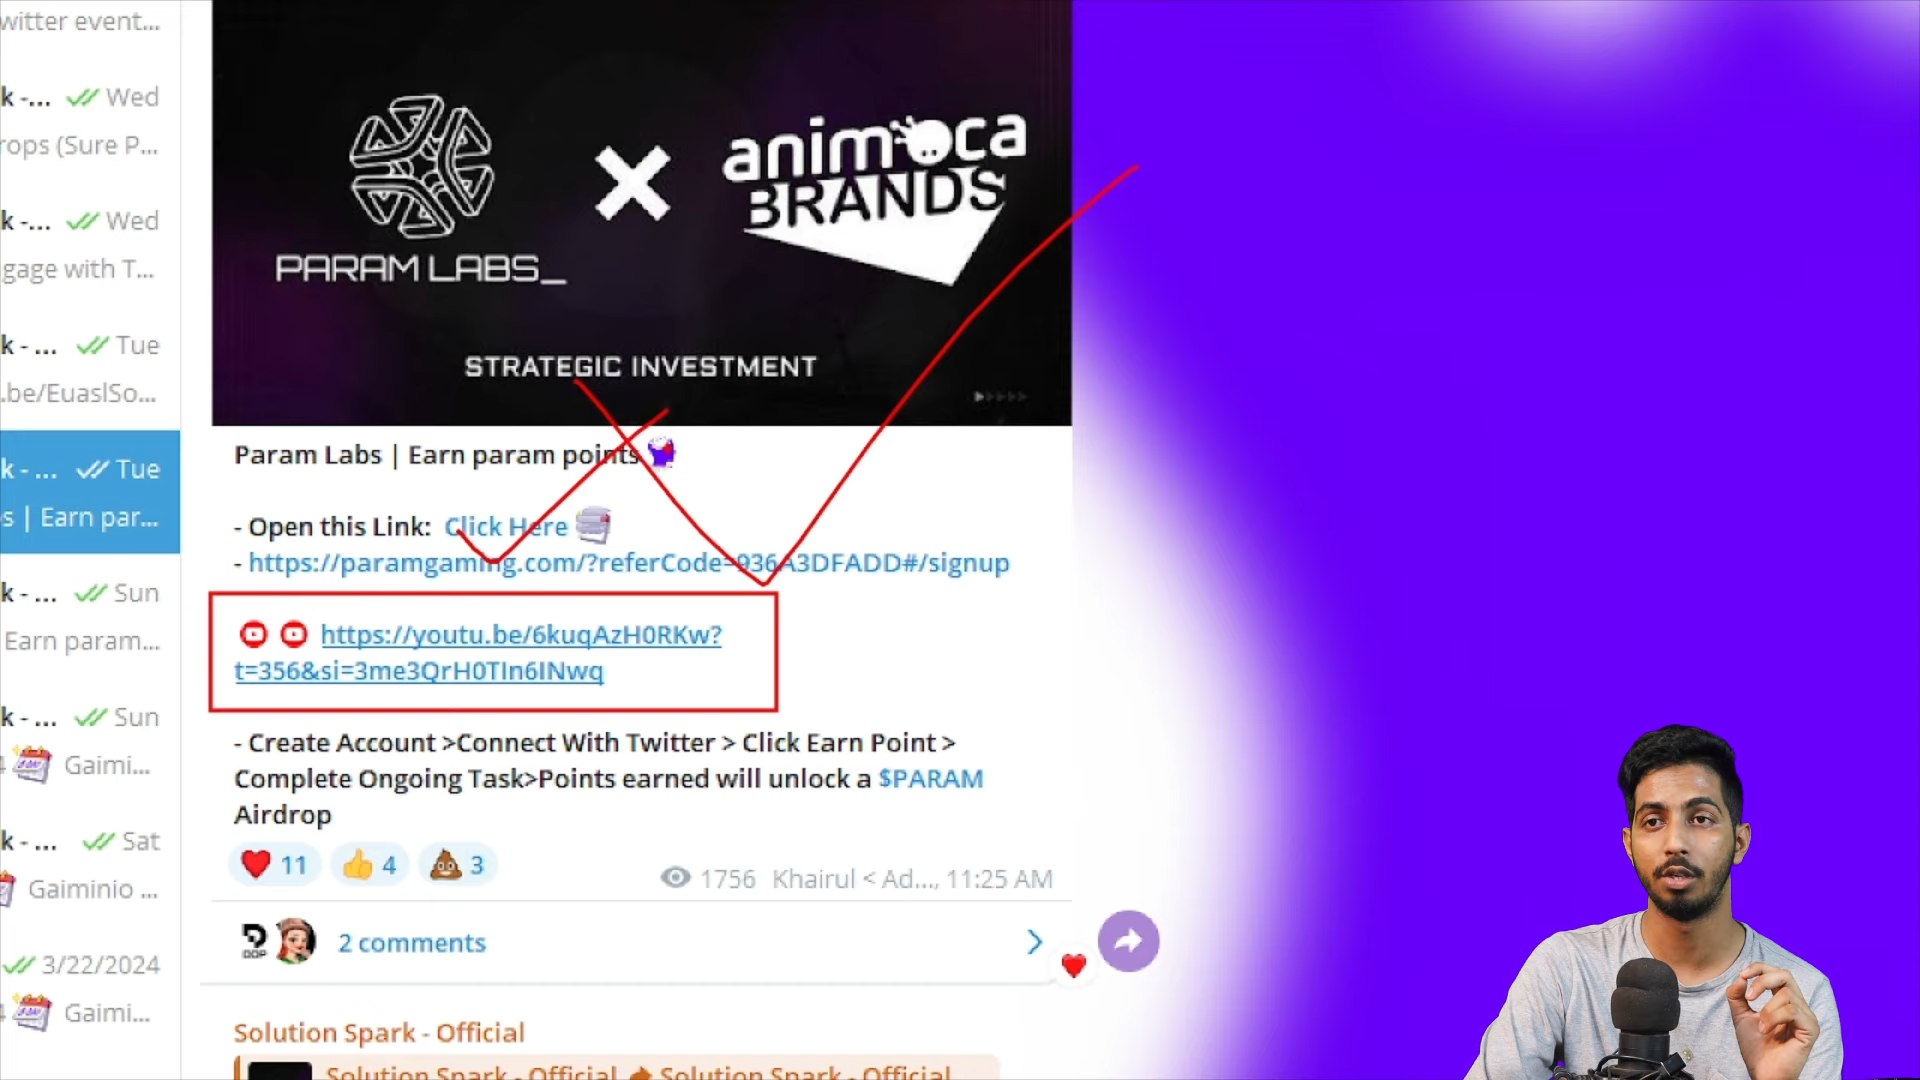 witter event...
k -... Wed
rops (Sure P...
k -... Wed
gage with T...
k - ... Tue
.be/EuaslSo...
k - ... Tue
s | Earn par...
k - ... Sun
Earn param...
k - ... Sun
Gaimi...
k - ... Sat
Gaiminio ...
3/22/2024
Gaimi...
PARAM LABS_
animoca
BRANDS
STRATEGIC INVESTMENT
Param Labs | Earn param points
- Open this Link: Click Here
- https://paramgaming.com/?referCode=936A3DFADD#/signup
https://youtu.be/6kuqAzH0RKw?
t=356&si=3me3QrH0TIn6INwq
- Create Account >Connect With Twitter > Click Earn Point >
Complete Ongoing Task>Points earned will unlock a $PARAM
Airdrop
11 4 3
1756 Khairul < Ad..., 11:25 AM
DOP
2 comments
Solution Spark - Official
Solution Spark - Official Solution Spark - Official